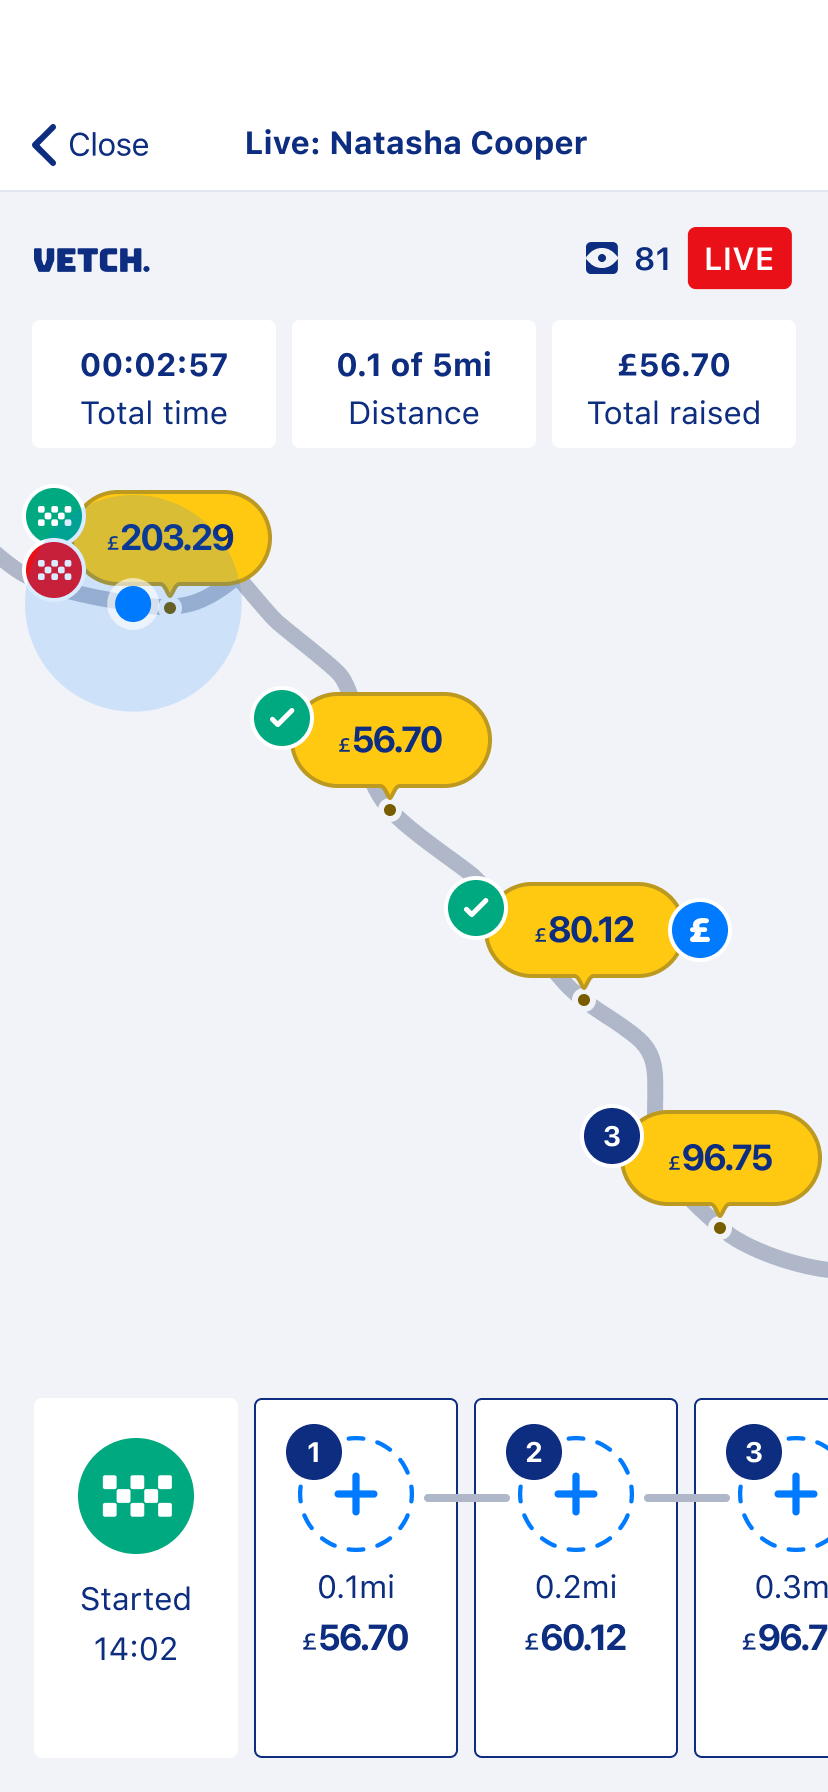 Close
Live: Natasha Cooper
VETCH.
81
LIVE
00:02:57
Total time
0.1 of 5mi
Distance
£56.70
Total raised
£203.29
£56.70
£80.12
£
3
£96.75
1
2
3
Started
14:02
0.1mi
£56.70
0.2mi
£60.12
0.3m
£96.7